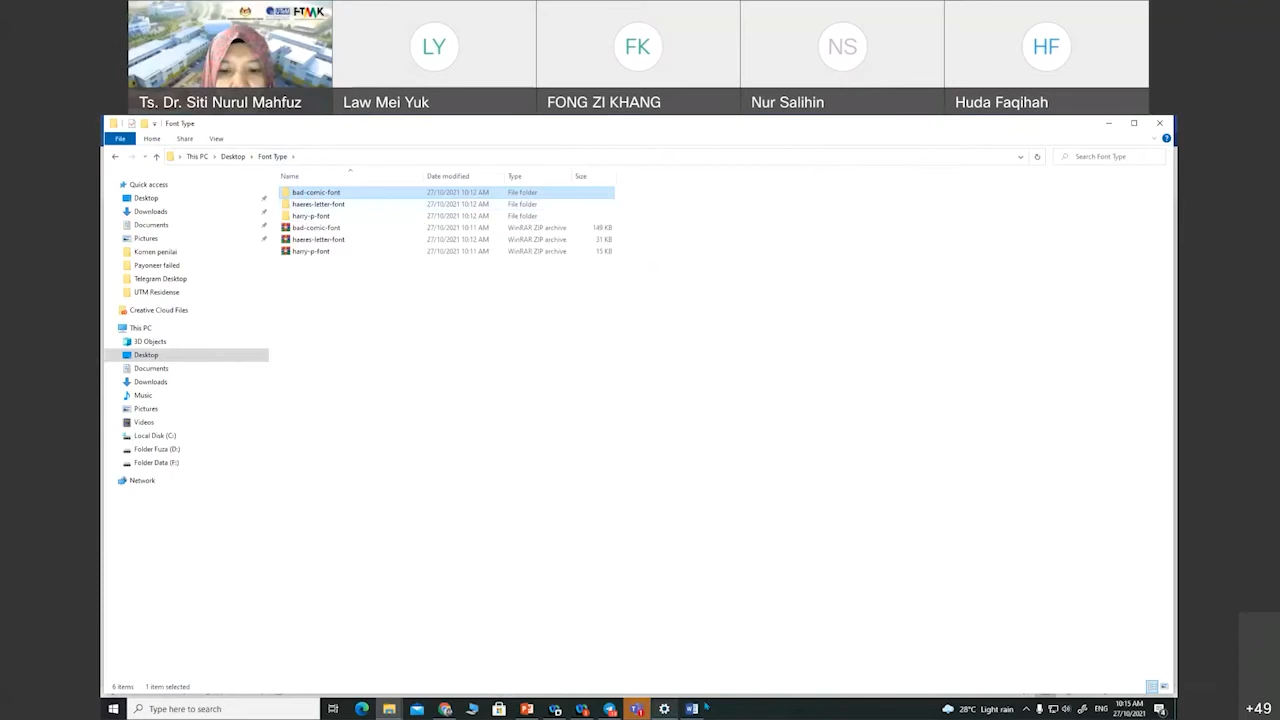 UTeM FTMK
LY
FK
NS
HF
Ts. Dr. Siti Nurul Mahfuz
Law Mei Yuk
FONG ZI KHANG
Nur Salihin
Huda Faqihah
Font Type
File Home Share View
This PC Desktop Font Type
Search Font Type
Name Date modified Type Size
bad-comic-font 27/10/2021 10:12 AM File folder
haeres-letter-font 27/10/2021 10:12 AM File folder
harry-p-font 27/10/2021 10:12 AM File folder
bad-comic-font 27/10/2021 10:11 AM WinRAR ZIP archive 149 KB
haeres-letter-font 27/10/2021 10:12 AM WinRAR ZIP archive 31 KB
harry-p-font 27/10/2021 10:11 AM WinRAR ZIP archive 15 KB
Quick access
Desktop
Downloads
Documents
Pictures
Komen penilai
Payoneer failed
Telegram Desktop
UTM Residense
Creative Cloud Files
This PC
3D Objects
Desktop
Documents
Downloads
Music
Pictures
Videos
Local Disk (C:)
Folder Fuza (D:)
Folder Data (F:)
Network
6 items 1 item selected
Type here to search
28°C Light rain
ENG
10:15 AM
27/10/2021
+49